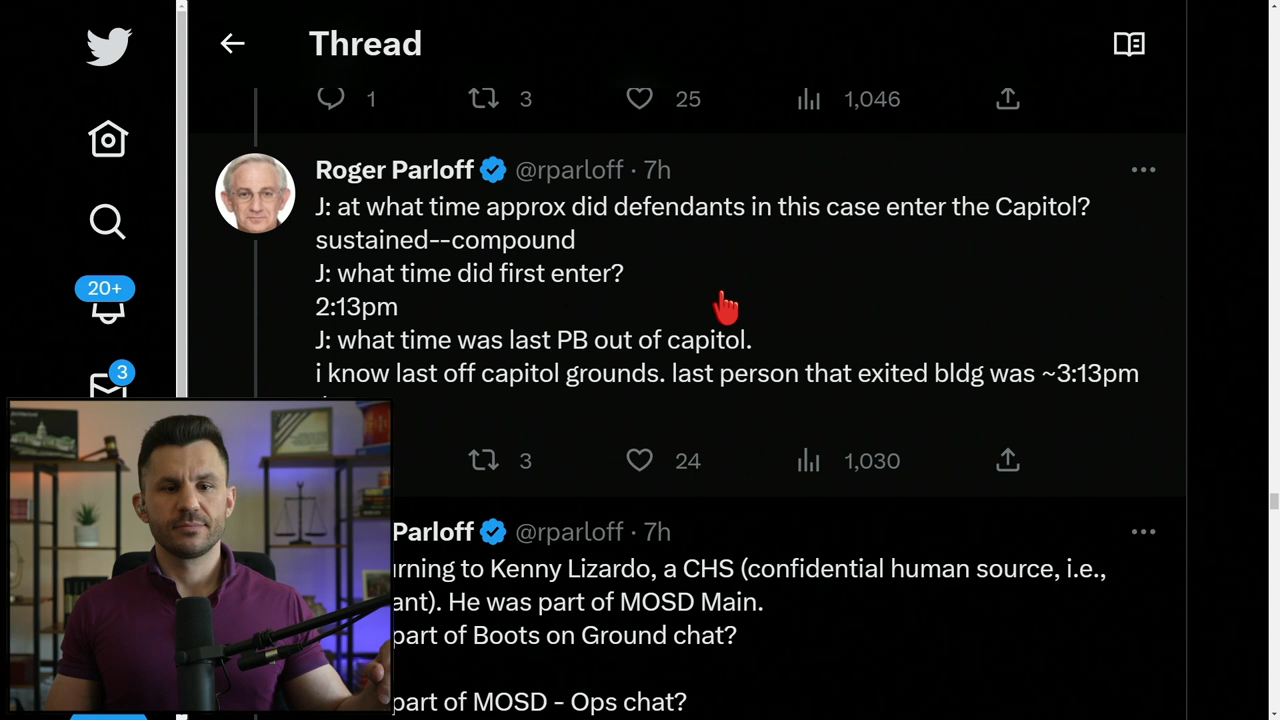 Thread
1 3 25 1,046
Roger Parloff @rparloff · 7h
J: at what time approx did defendants in this case enter the Capitol?
sustained--compound
J: what time did first enter?
2:13pm
J: what time was last PB out of capitol.
i know last off capitol grounds. last person that exited bldg was ~3:13pm
20+
3
3 24 1,030
Parloff @rparloff · 7h
urning to Kenny Lizardo, a CHS (confidential human source, i.e.,
ant). He was part of MOSD Main.
part of Boots on Ground chat?
part of MOSD - Ops chat?